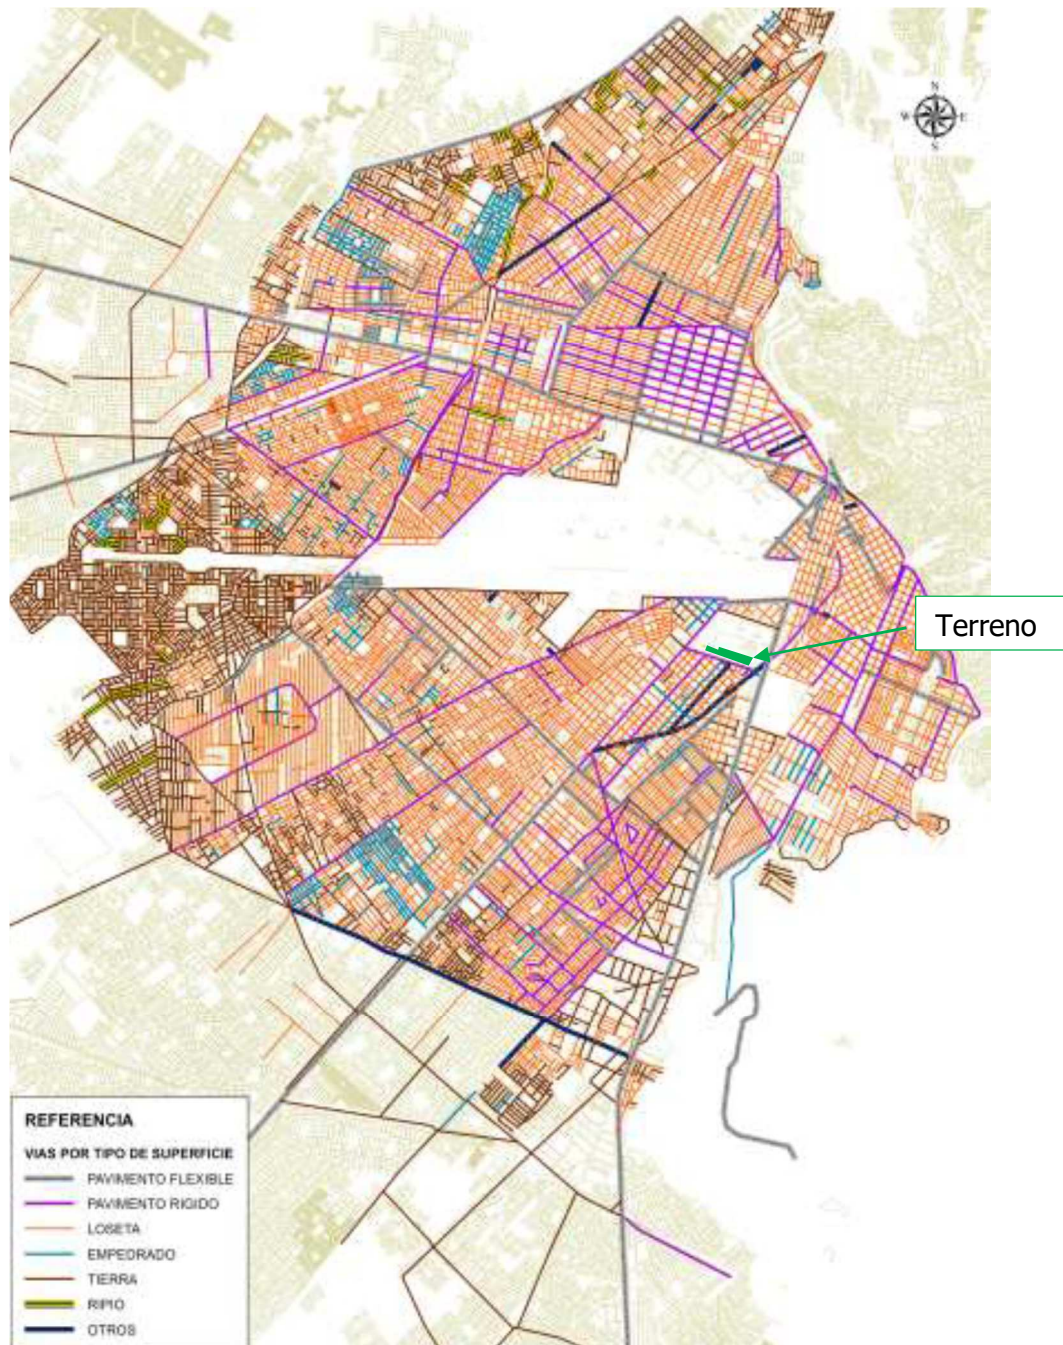 N
W E
S
Terreno
REFERENCIA
VIAS POR TIPO DE SUPERFICIE
PAVIMENTO FLEXIBLE
PAVIMENTO RIGIDO
LOSETA
EMPEDRADO
TIERRA
RIPIO
OTROS